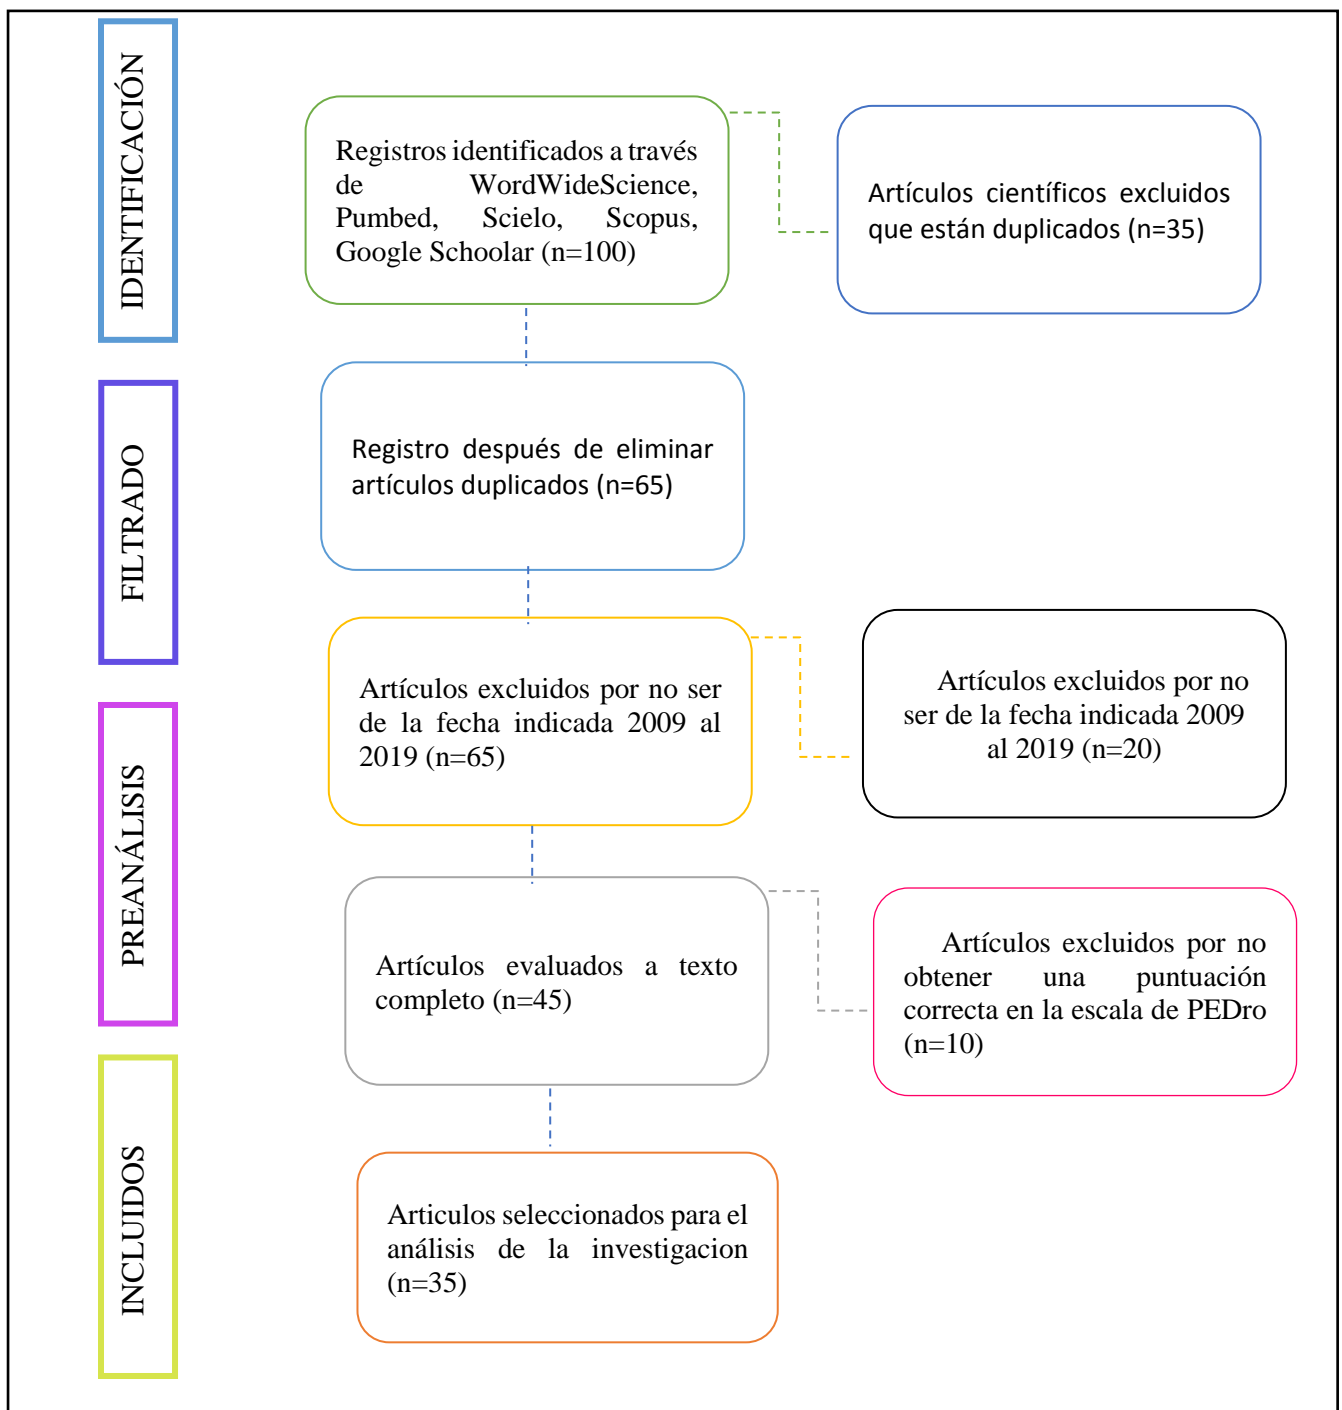 IDENTIFICACIÓN
Registros identificados a través
de WordWideScience,
Pumbed, Scielo, Scopus,
Google Schoolar (n=100)
Artículos científicos excluidos
que están duplicados (n=35)
FILTRADO
Registro después de eliminar
artículos duplicados (n=65)
Artículos excluidos por no ser
de la fecha indicada 2009 al
2019 (n=65)
Artículos excluidos por no
ser de la fecha indicada 2009
al 2019 (n=20)
PREANÁLISIS
Artículos evaluados a texto
completo (n=45)
Artículos excluidos por no
obtener una puntuación
correcta en la escala de PEDro
(n=10)
INCLUIDOS
Articulos seleccionados para el
análisis de la investigacion
(n=35)